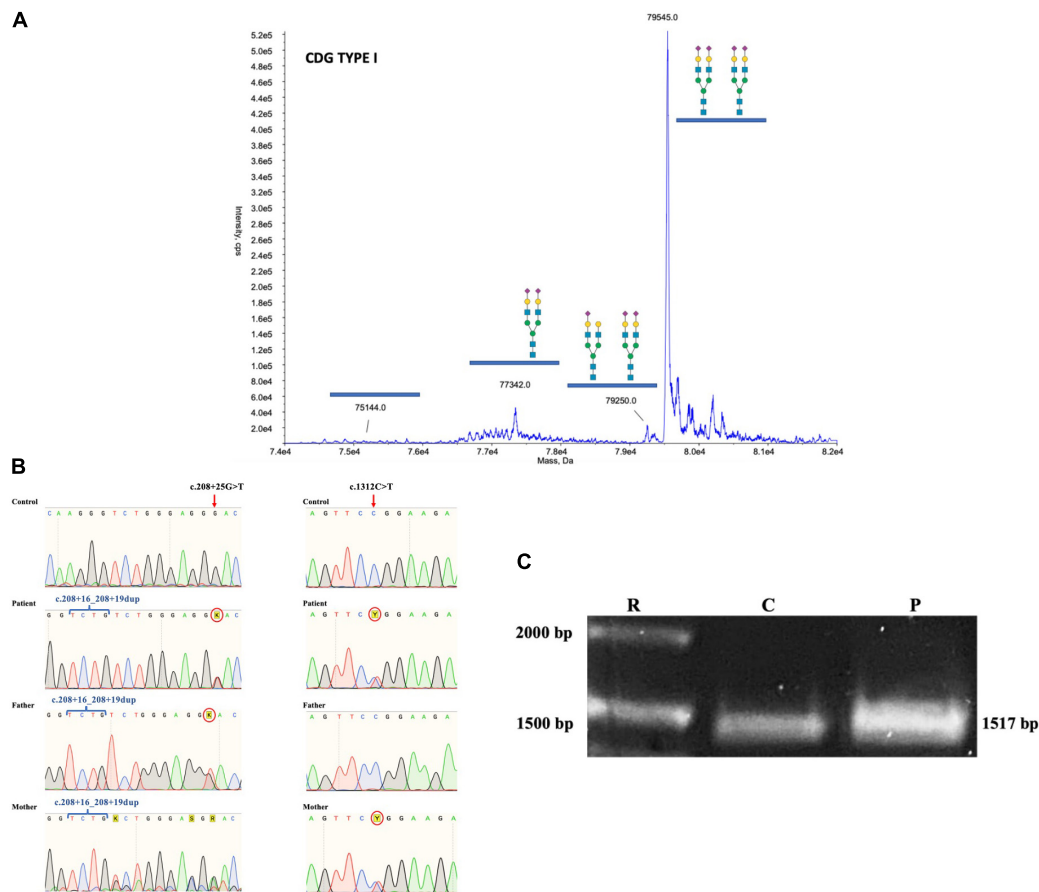 A
79545.0
CDG TYPE I
5.2e5
5.0e5
4.8e5
4.6e5
4.4e5
4.2e5
4.0e5
3.8e5
3.6e5
3.4e5
3.2e5
3.0e5
2.8e5
2.6e5
2.4e5
2.2e5
2.0e5
1.8e5
1.6e5
1.4e5
1.2e5
1.0e5
8.0e4
6.0e4
4.0e4
2.0e4
Intensity, cps
75144.0
77342.0
79250.0
7.4e4 7.5e4 7.6e4 7.7e4 7.8e4 7.9e4 8.0e4 8.1e4 8.2e4
Mass, Da
B
c.208+25G>T
Control
C A A G G G T C T G G G A G G G A C
Patient
c.208+16_208+19dup
G G T C T G T C T G G G A G G K A C
Father
c.208+16_208+19dup
G G T C T G T C T G G G A G G K A C
Mother
c.208+16_208+19dup
G G T C T G K C T G G G A S G R A C
c.1312C>T
Control
A G T T C C G G A A G A
Patient
A G T T C Y G G A A G A
Father
A G T T C C G G A A G A
Mother
A G T T C Y G G A A G A
C
R C P
2000 bp
1500 bp
1517 bp